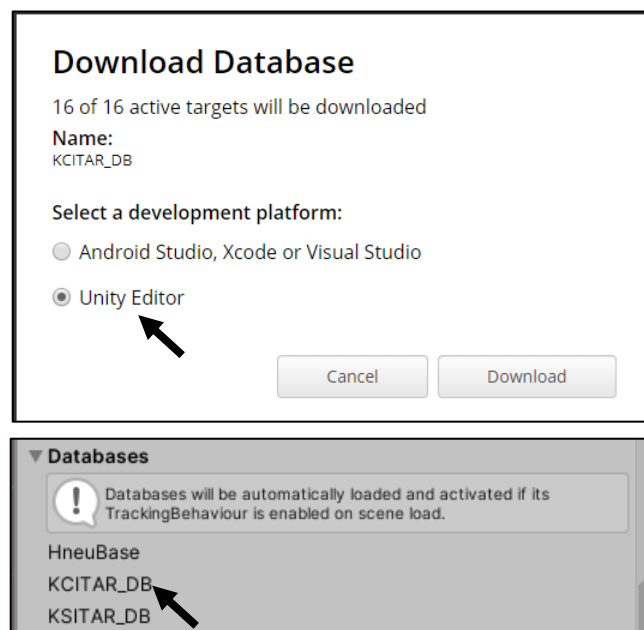 Download Database
16 of 16 active targets will be downloaded
Name:
KCITAR_DB
Select a development platform:
Android Studio, Xcode or Visual Studio
Unity Editor
Cancel Download
Databases
Databases will be automatically loaded and activated if its
TrackingBehaviour is enabled on scene load.
HneuBase
KCITAR_DB
KSITAR_DB